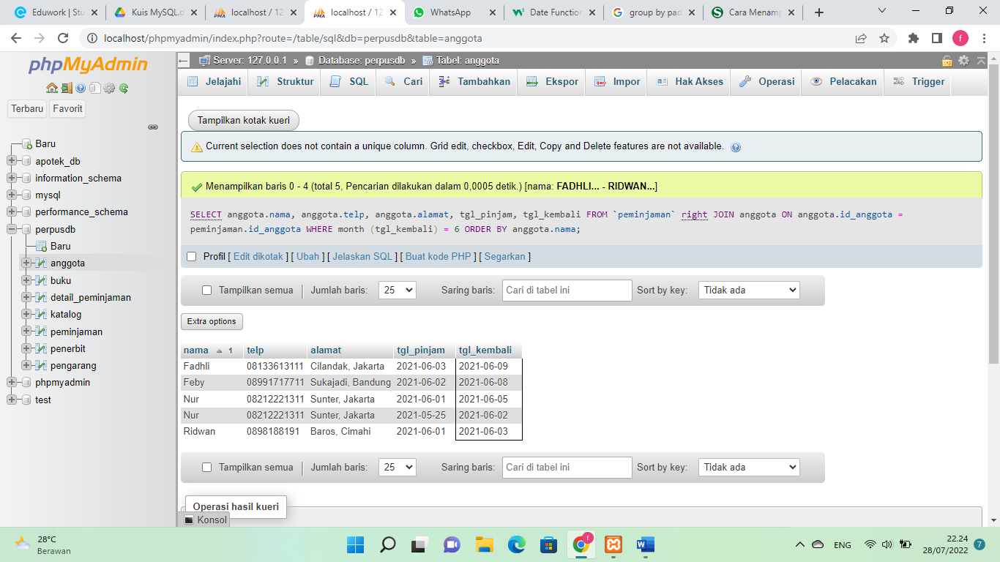 Eduwork | Stu
Kuis MySQL.d
localhost / 12
localhost / 12
WhatsApp
Date Function
group by pad
Cara Menamp
localhost/phpmyadmin/index.php?route=/table/sql&db=perpusdb&table=anggota
f
phpMyAdmin
Terbaru Favorit
Baru
apotek_db
information_schema
mysql
performance_schema
perpusdb
Baru
anggota
buku
detail_peminjaman
katalog
peminjaman
penerbit
pengarang
phpmyadmin
test
Server: 127.0.0.1 » Database: perpusdb » Tabel: anggota
Jelajahi Struktur SQL Cari Tambahkan Ekspor Impor Hak Akses Operasi Pelacakan Trigger
Tampilkan kotak kueri
Current selection does not contain a unique column. Grid edit, checkbox, Edit, Copy and Delete features are not available.
Menampilkan baris 0 - 4 (total 5, Pencarian dilakukan dalam 0,0005 detik.) [nama: FADHLI... - RIDWAN...]
SELECT anggota.nama, anggota.telp, anggota.alamat, tgl_pinjam, tgl_kembali FROM `peminjaman` right JOIN anggota ON anggota.id_anggota =
peminjaman.id_anggota WHERE month (tgl_kembali) = 6 ORDER BY anggota.nama;
Profil [ Edit dikotak ] [ Ubah ] [ Jelaskan SQL ] [ Buat kode PHP ] [ Segarkan ]
Tampilkan semua | Jumlah baris: 25 Saring baris: Cari di tabel ini Sort by key: Tidak ada
Extra options
nama 1 telp alamat tgl_pinjam tgl_kembali
Fadhli 08133613111 Cilandak, Jakarta 2021-06-03 2021-06-09
Feby 08991717711 Sukajadi, Bandung 2021-06-02 2021-06-08
Nur 08212221311 Sunter, Jakarta 2021-06-01 2021-06-05
Nur 08212221311 Sunter, Jakarta 2021-05-25 2021-06-02
Ridwan 0898188191 Baros, Cimahi 2021-06-01 2021-06-03
Tampilkan semua | Jumlah baris: 25 Saring baris: Cari di tabel ini Sort by key: Tidak ada
Operasi hasil kueri
Konsol
28°C
Berawan
f
ENG
22.24
28/07/2022
7